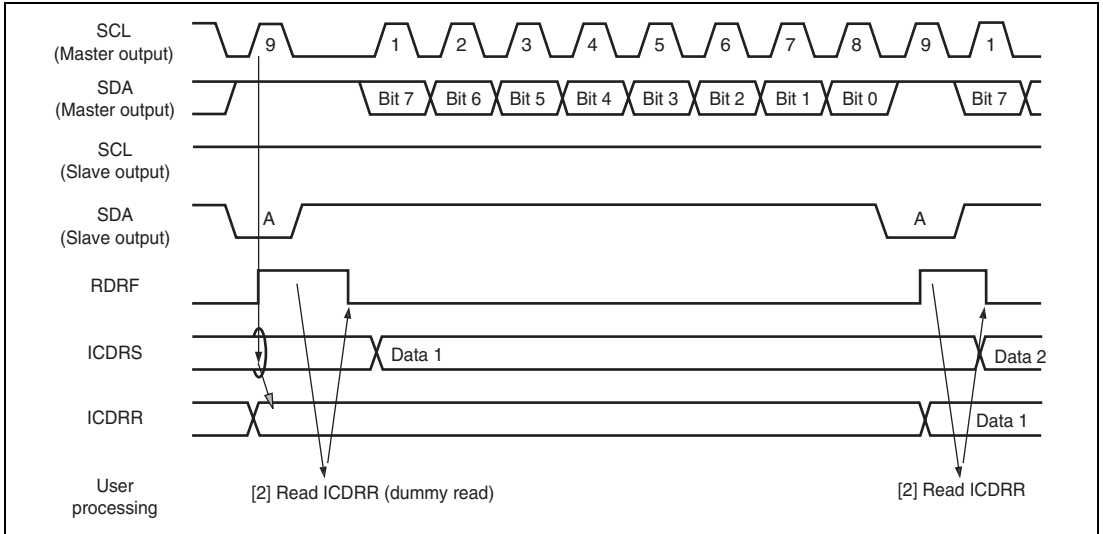 SCL
(Master output)
9 1 2 3 4 5 6 7 8 9 1
SDA
(Master output)
Bit 7 Bit 6 Bit 5 Bit 4 Bit 3 Bit 2 Bit 1 Bit 0 Bit 7
SCL
(Slave output)
SDA
(Slave output)
A A
RDRF
ICDRS
Data 1 Data 2
ICDRR
Data 1
User
processing
[2] Read ICDRR (dummy read) [2] Read ICDRR